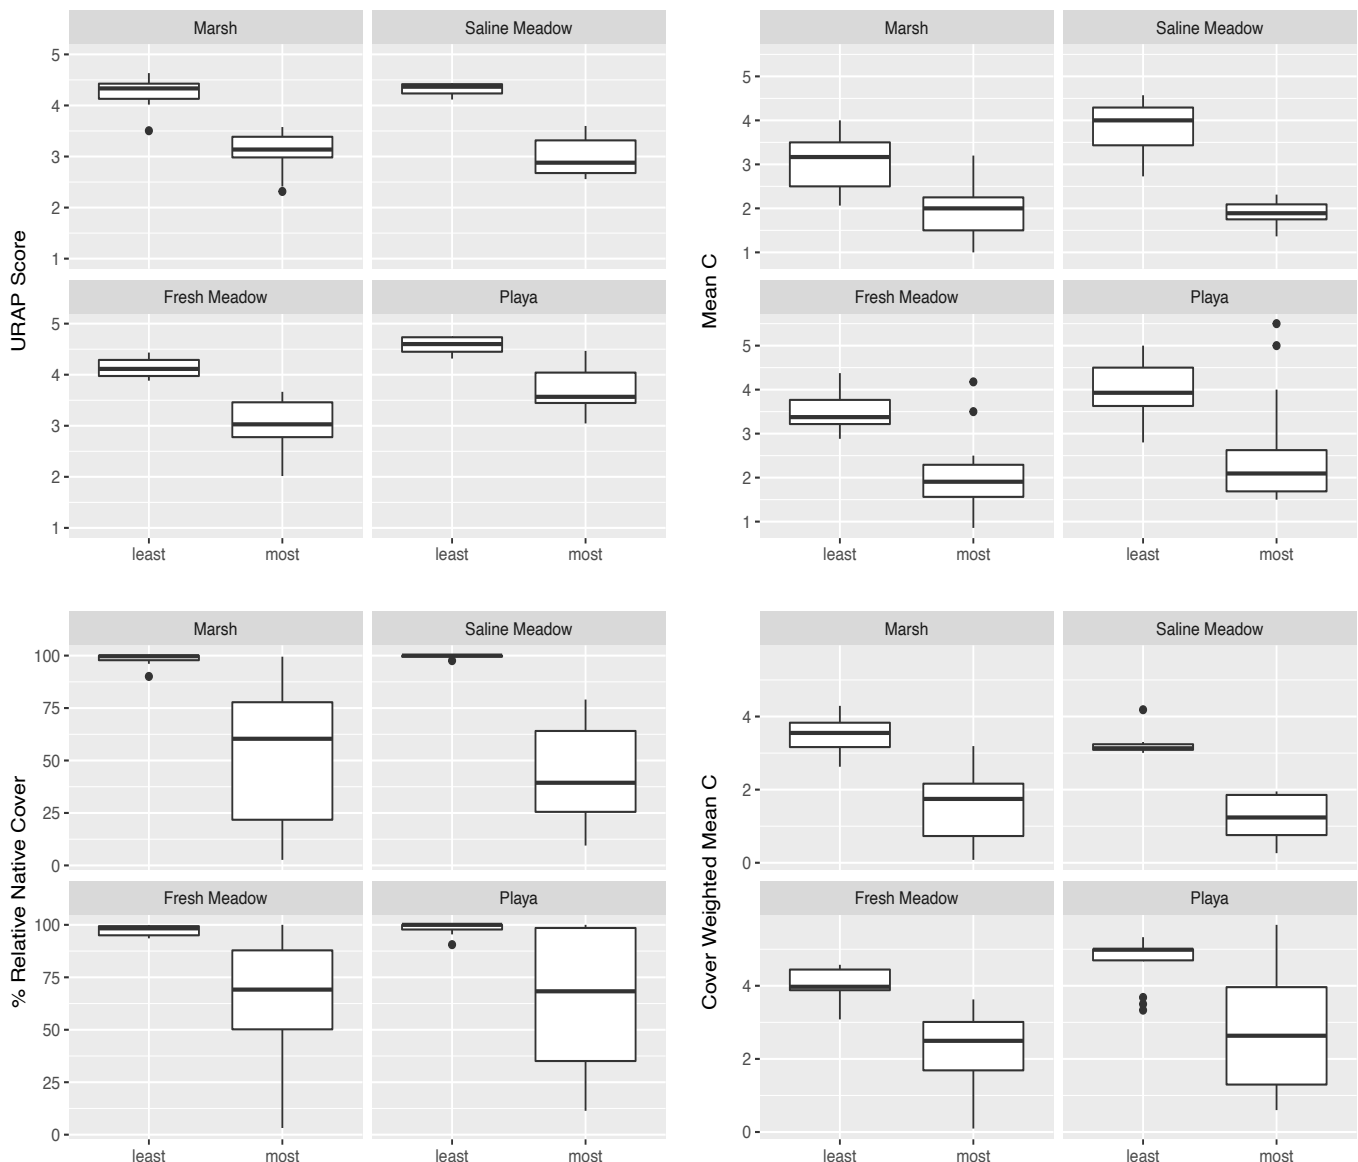 Marsh
Saline Meadow
5
4
3
2
1
Fresh Meadow
Playa
5
4
3
2
1
least
most
least
most
URAP Score
Marsh
Saline Meadow
5
4
3
2
1
Fresh Meadow
Playa
5
4
3
2
1
least
most
least
most
Mean C
Marsh
Saline Meadow
100
75
50
25
0
Fresh Meadow
Playa
100
75
50
25
0
least
most
least
most
% Relative Native Cover
Marsh
Saline Meadow
4
2
0
Fresh Meadow
Playa
4
2
0
least
most
least
most
Cover Weighted Mean C